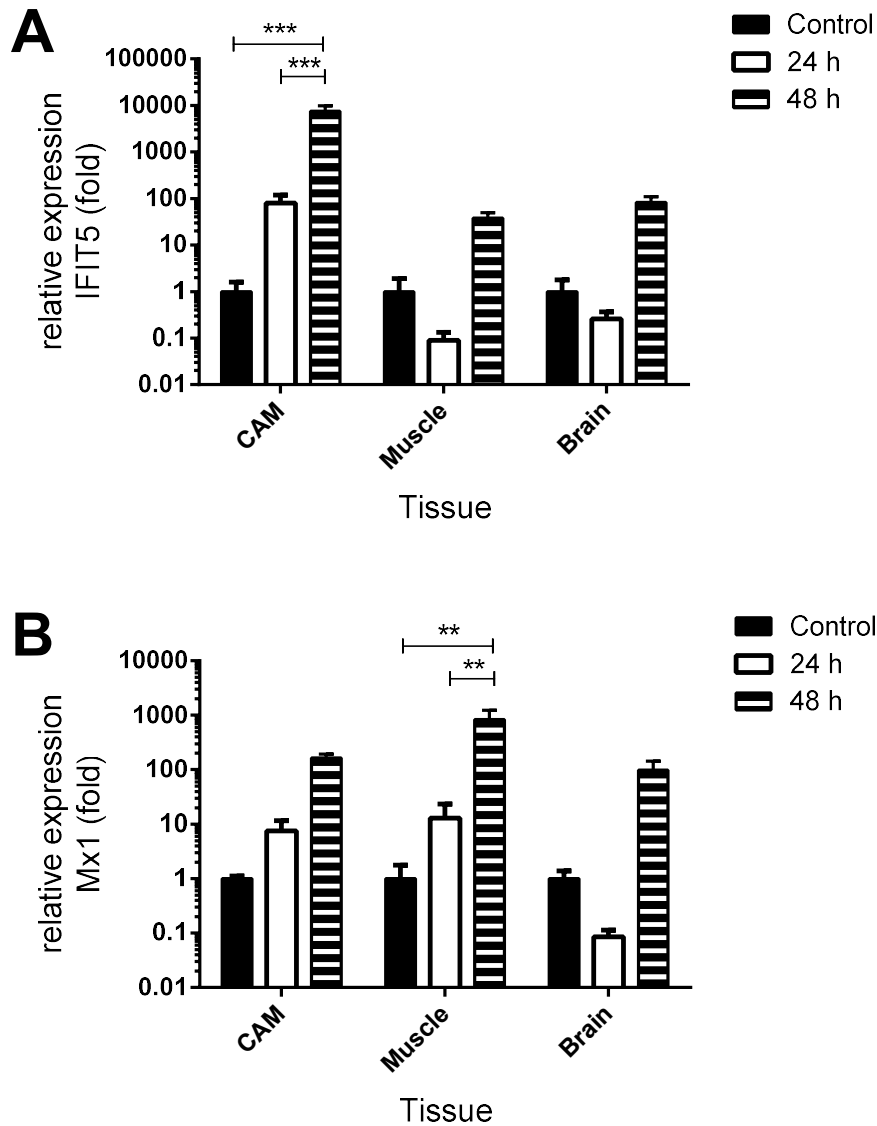 A
Control
24 h
48 h
***
***
relative expression
IFIT5 (fold)
100000
10000
1000
100
10
1
0.1
0.01
CAM
Muscle
Brain
Tissue
B
Control
24 h
48 h
**
**
relative expression
Mx1 (fold)
10000
1000
100
10
1
0.1
0.01
CAM
Muscle
Brain
Tissue